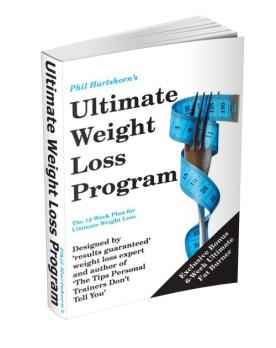 Phil Hartshorn's
Ultimate
Weight
Loss
Program
The 12-Week Plan for
Ultimate Weight Loss
Designed by
'results guaranteed'
weight loss expert
and author of
'The Tips Personal
Trainers Don't
Tell You'
Exclusive Bonus
6-Week Ultimate
Fat Burner
Ultimate Weight Loss Program
Phil Hartshorn's